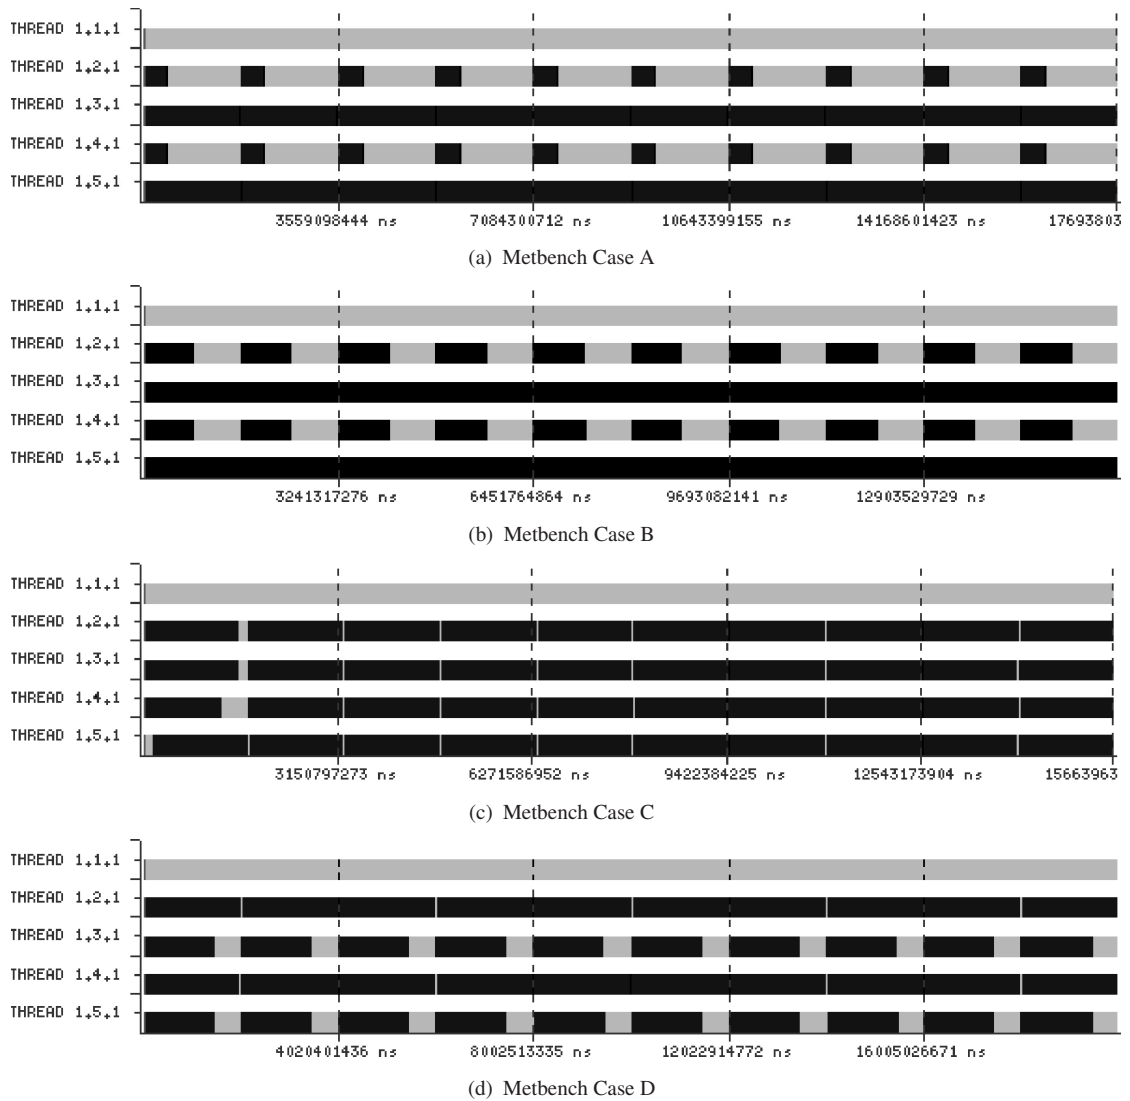 THREAD 1.1.1
THREAD 1.2.1
THREAD 1.3.1
THREAD 1.4.1
THREAD 1.5.1
3559098444 ns 7084300712 ns 10643399155 ns 14168601423 ns 17693803
(a) Metbench Case A
THREAD 1.1.1
THREAD 1.2.1
THREAD 1.3.1
THREAD 1.4.1
THREAD 1.5.1
3241317276 ns 6451764864 ns 9693082141 ns 12903529729 ns
(b) Metbench Case B
THREAD 1.1.1
THREAD 1.2.1
THREAD 1.3.1
THREAD 1.4.1
THREAD 1.5.1
3150797273 ns 6271586952 ns 9422384225 ns 12543173904 ns 15663963
(c) Metbench Case C
THREAD 1.1.1
THREAD 1.2.1
THREAD 1.3.1
THREAD 1.4.1
THREAD 1.5.1
4020401436 ns 8002513335 ns 12022914772 ns 16005026671 ns
(d) Metbench Case D